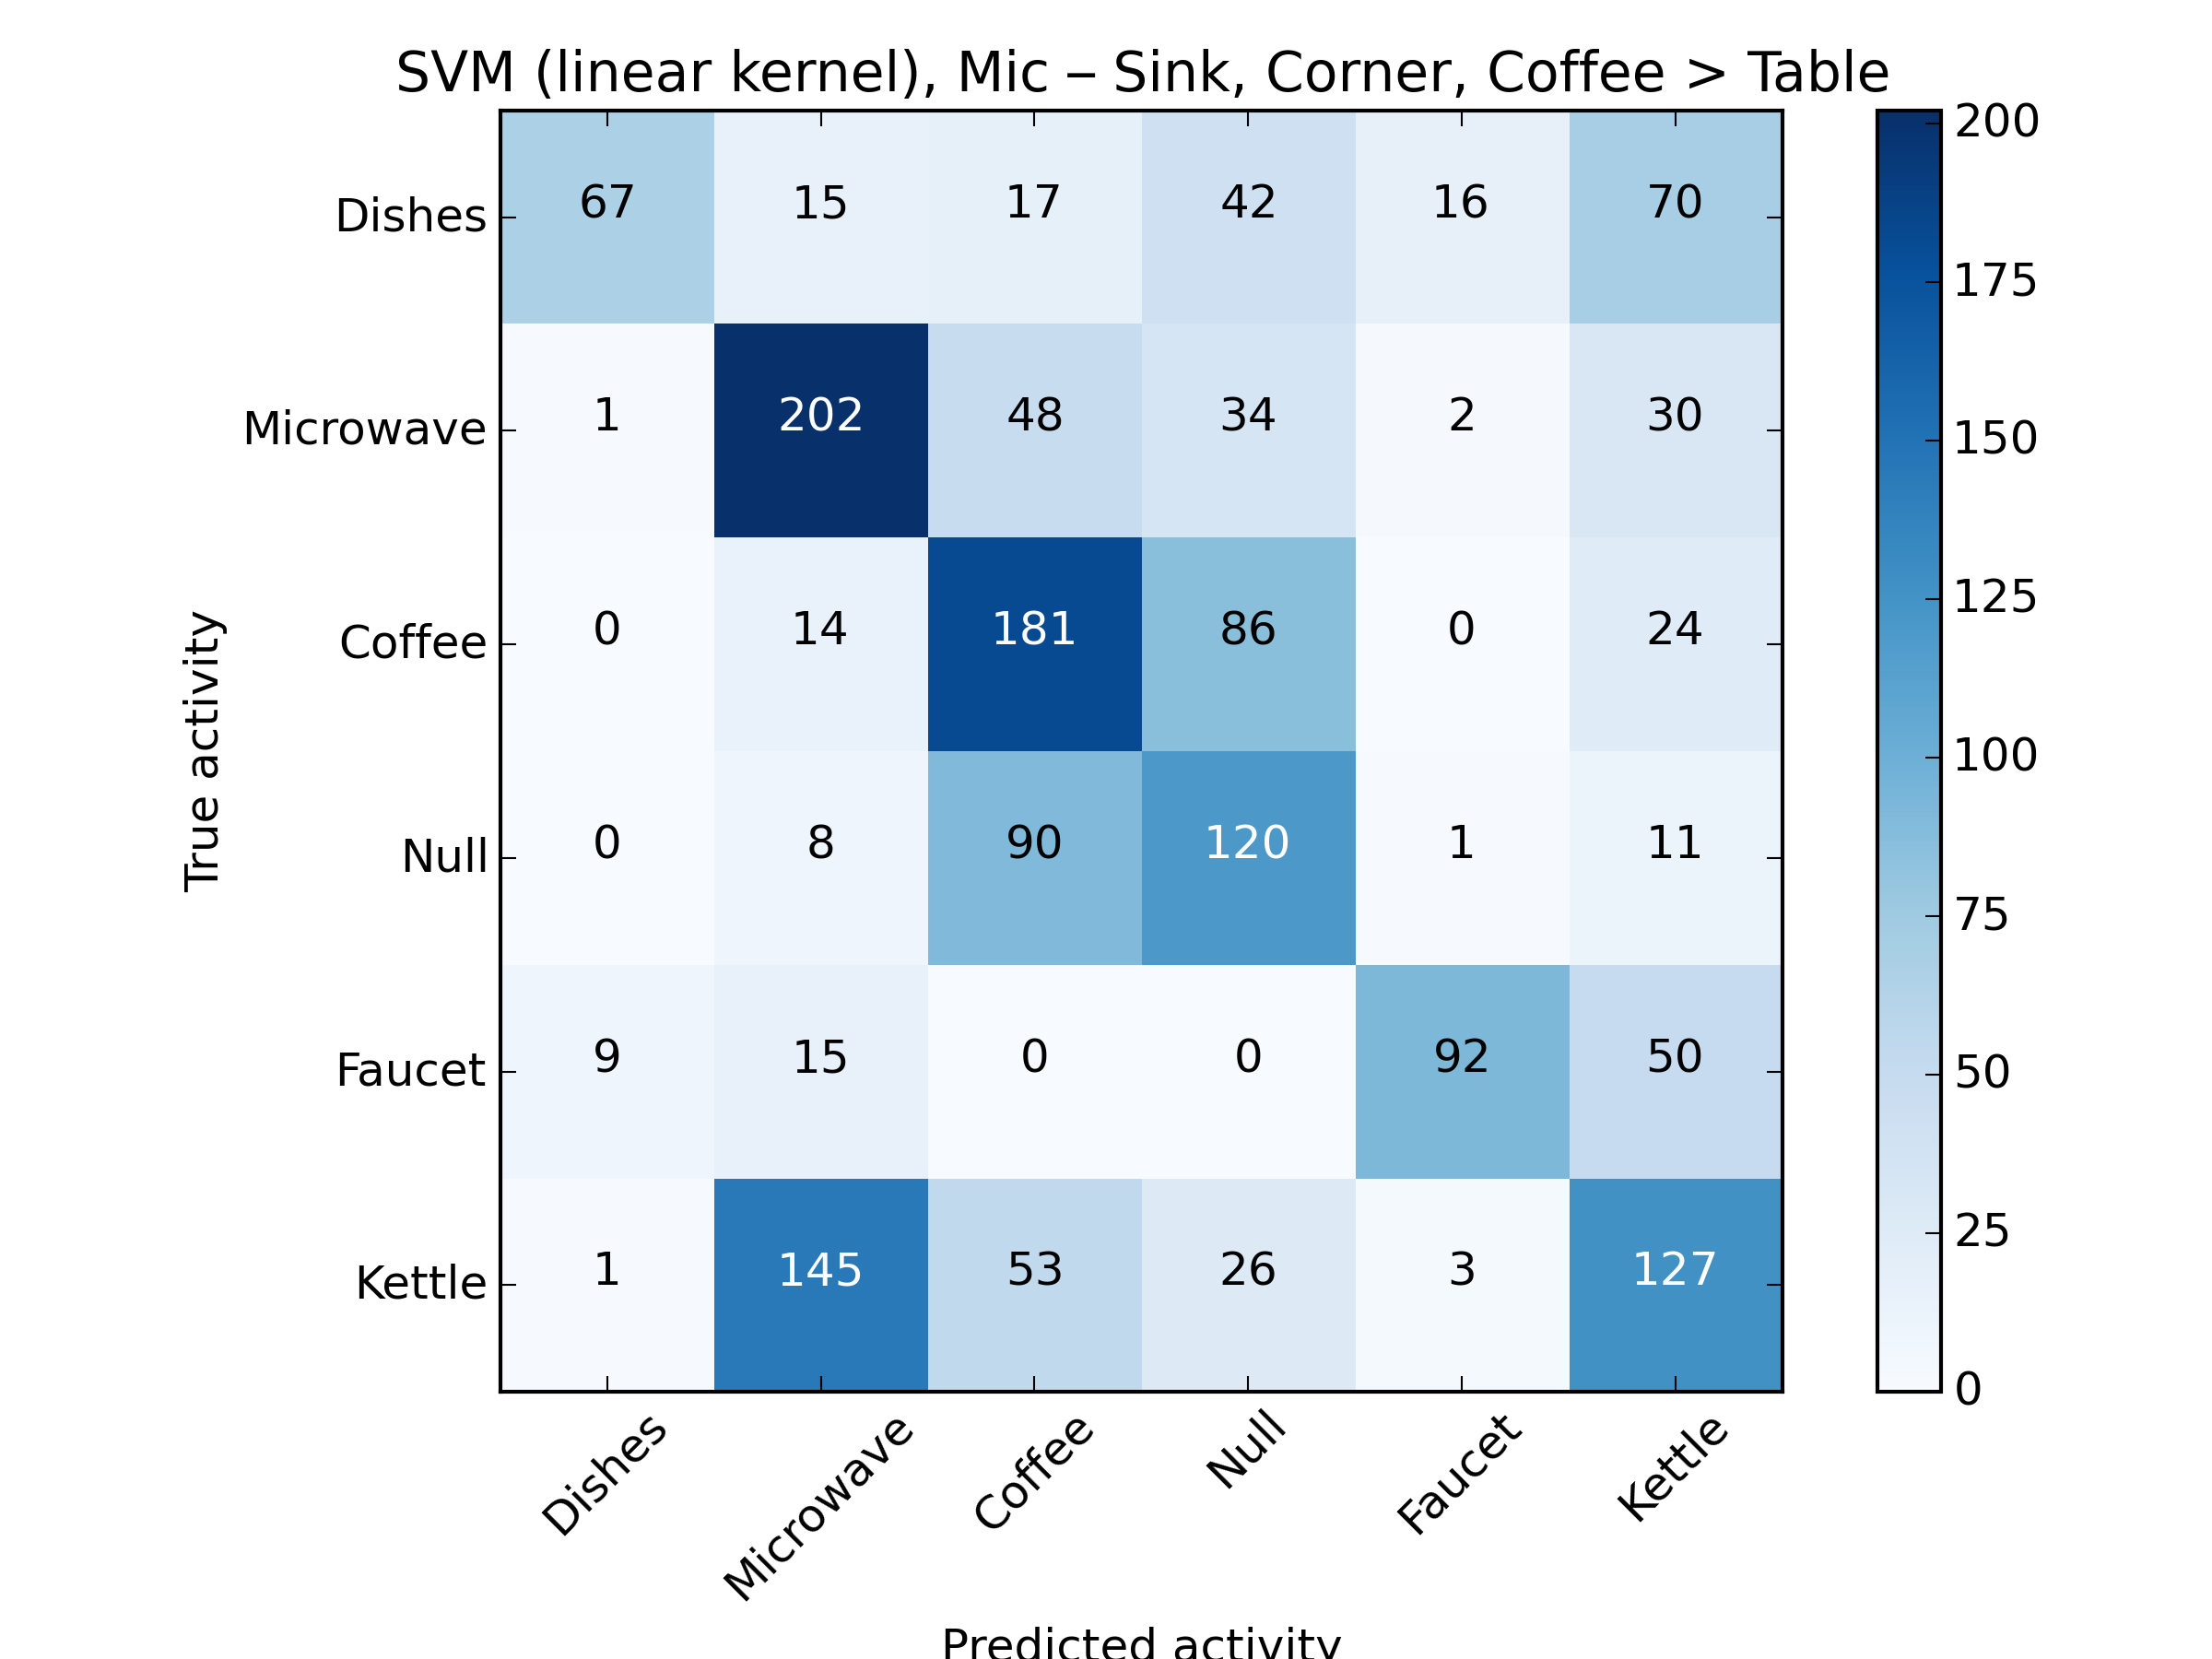 SVM (linear kernel), Mic – Sink, Corner, Coffee > Table
Dishes 67 15 17 42 16 70
Microwave 1 202 48 34 2 30
Coffee 0 14 181 86 0 24
Null 0 8 90 120 1 11
Faucet 9 15 0 0 92 50
Kettle 1 145 53 26 3 127
Dishes Microwave Coffee Null Faucet Kettle
True activity
Predicted activity
200
175
150
125
100
75
50
25
0